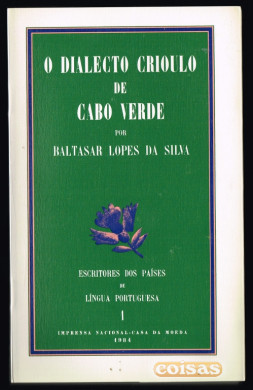 O DIALECTO CRIOULO
DE
CABO VERDE
POR
BALTASAR LOPES DA SILVA
ESCRITORES DOS PAÍSES
DE
LÍNGUA PORTUGUESA
1
IMPRENSA NACIONAL-CASA DA MOEDA
1984
coisas